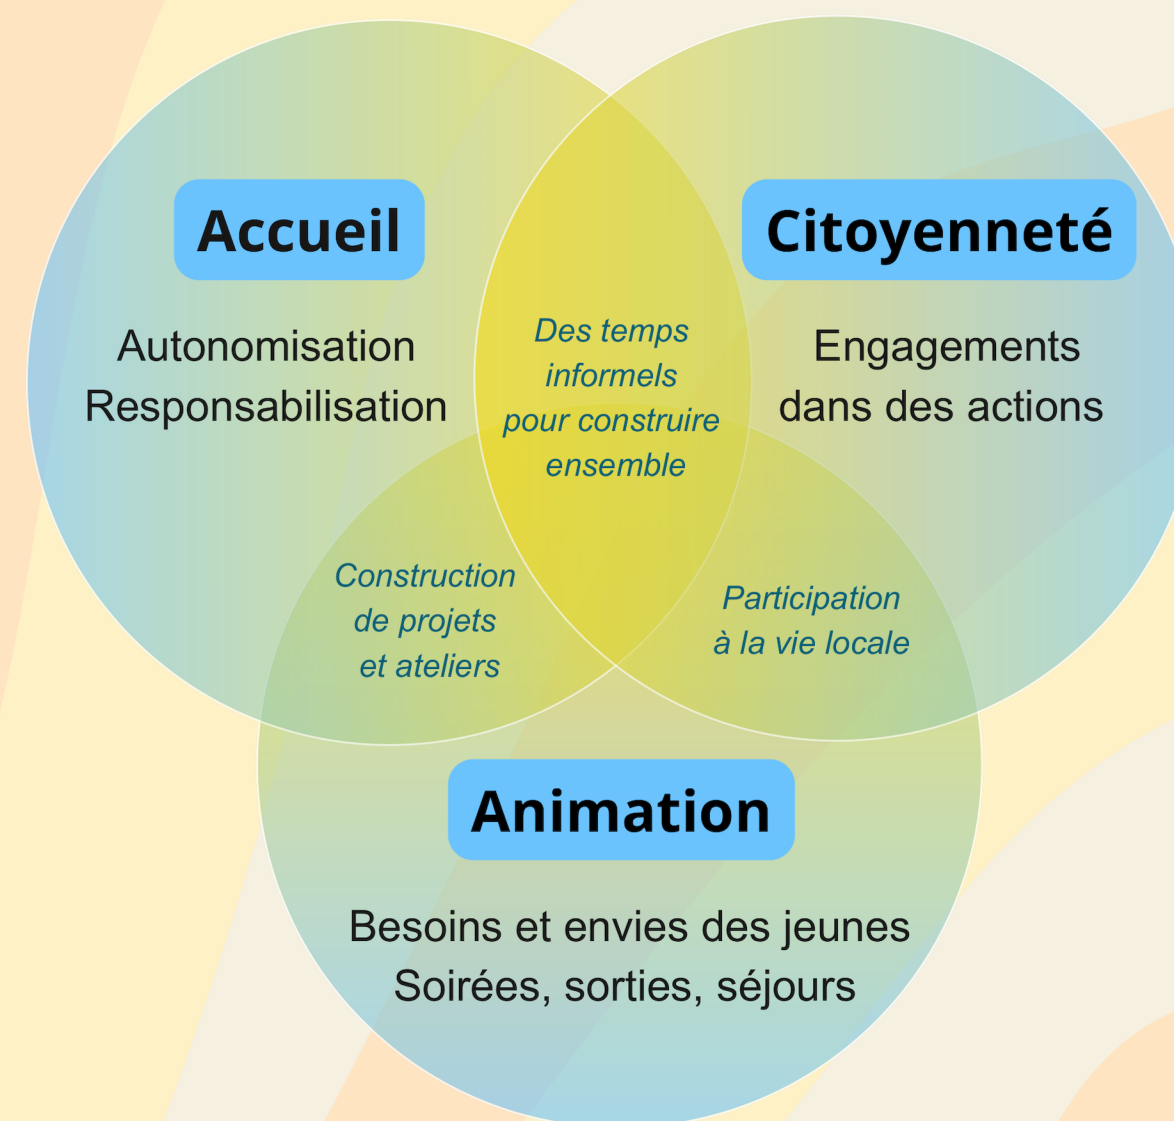 Accueil
Autonomisation
Responsabilisation
Citoyenneté
Engagements
dans des actions
Des temps
informels
pour construire
ensemble
Construction
de projets
et ateliers
Participation
à la vie locale
Animation
Besoins et envies des jeunes
Soirées, sorties, séjours